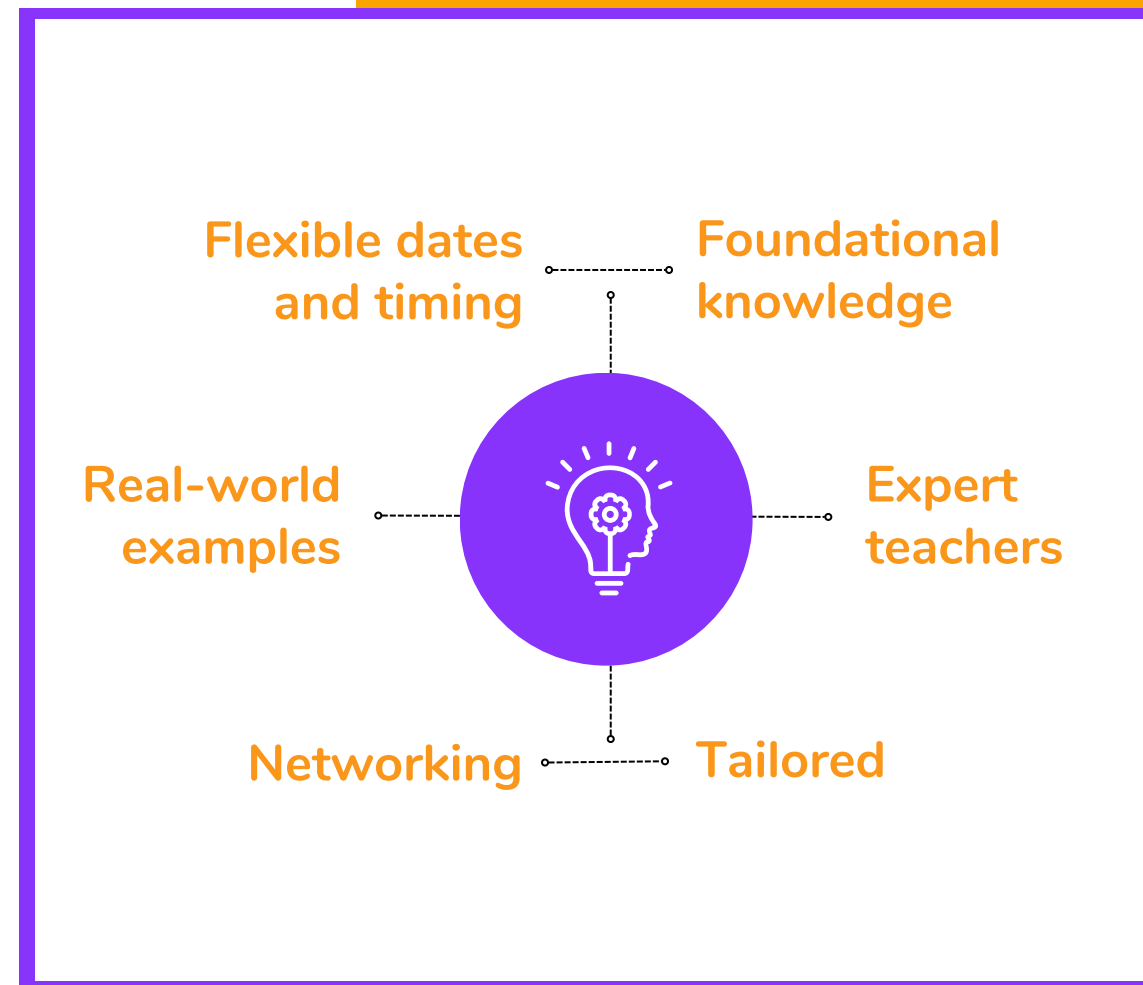 Flexible dates
and timing
Foundational
knowledge
Real-world
examples
Expert
teachers
Networking
Tailored